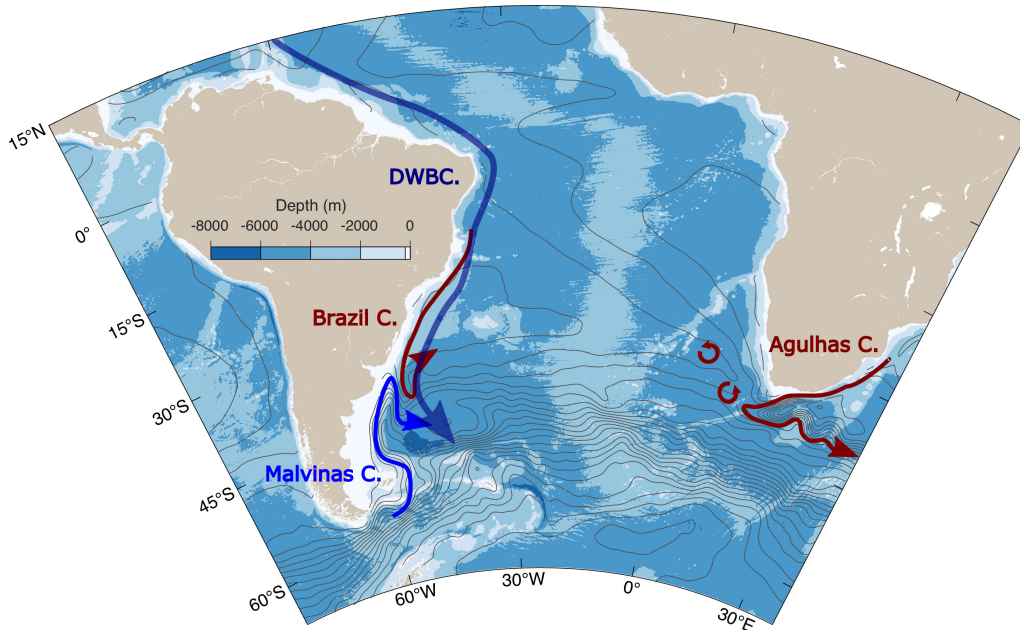 15°N
0°
15°S
30°S
45°S
60°S
60°W
30°W
0°
30°E
DWBC.
Depth (m)
-8000 -6000 -4000 -2000 0
Brazil C.
Agulhas C.
Malvinas C.